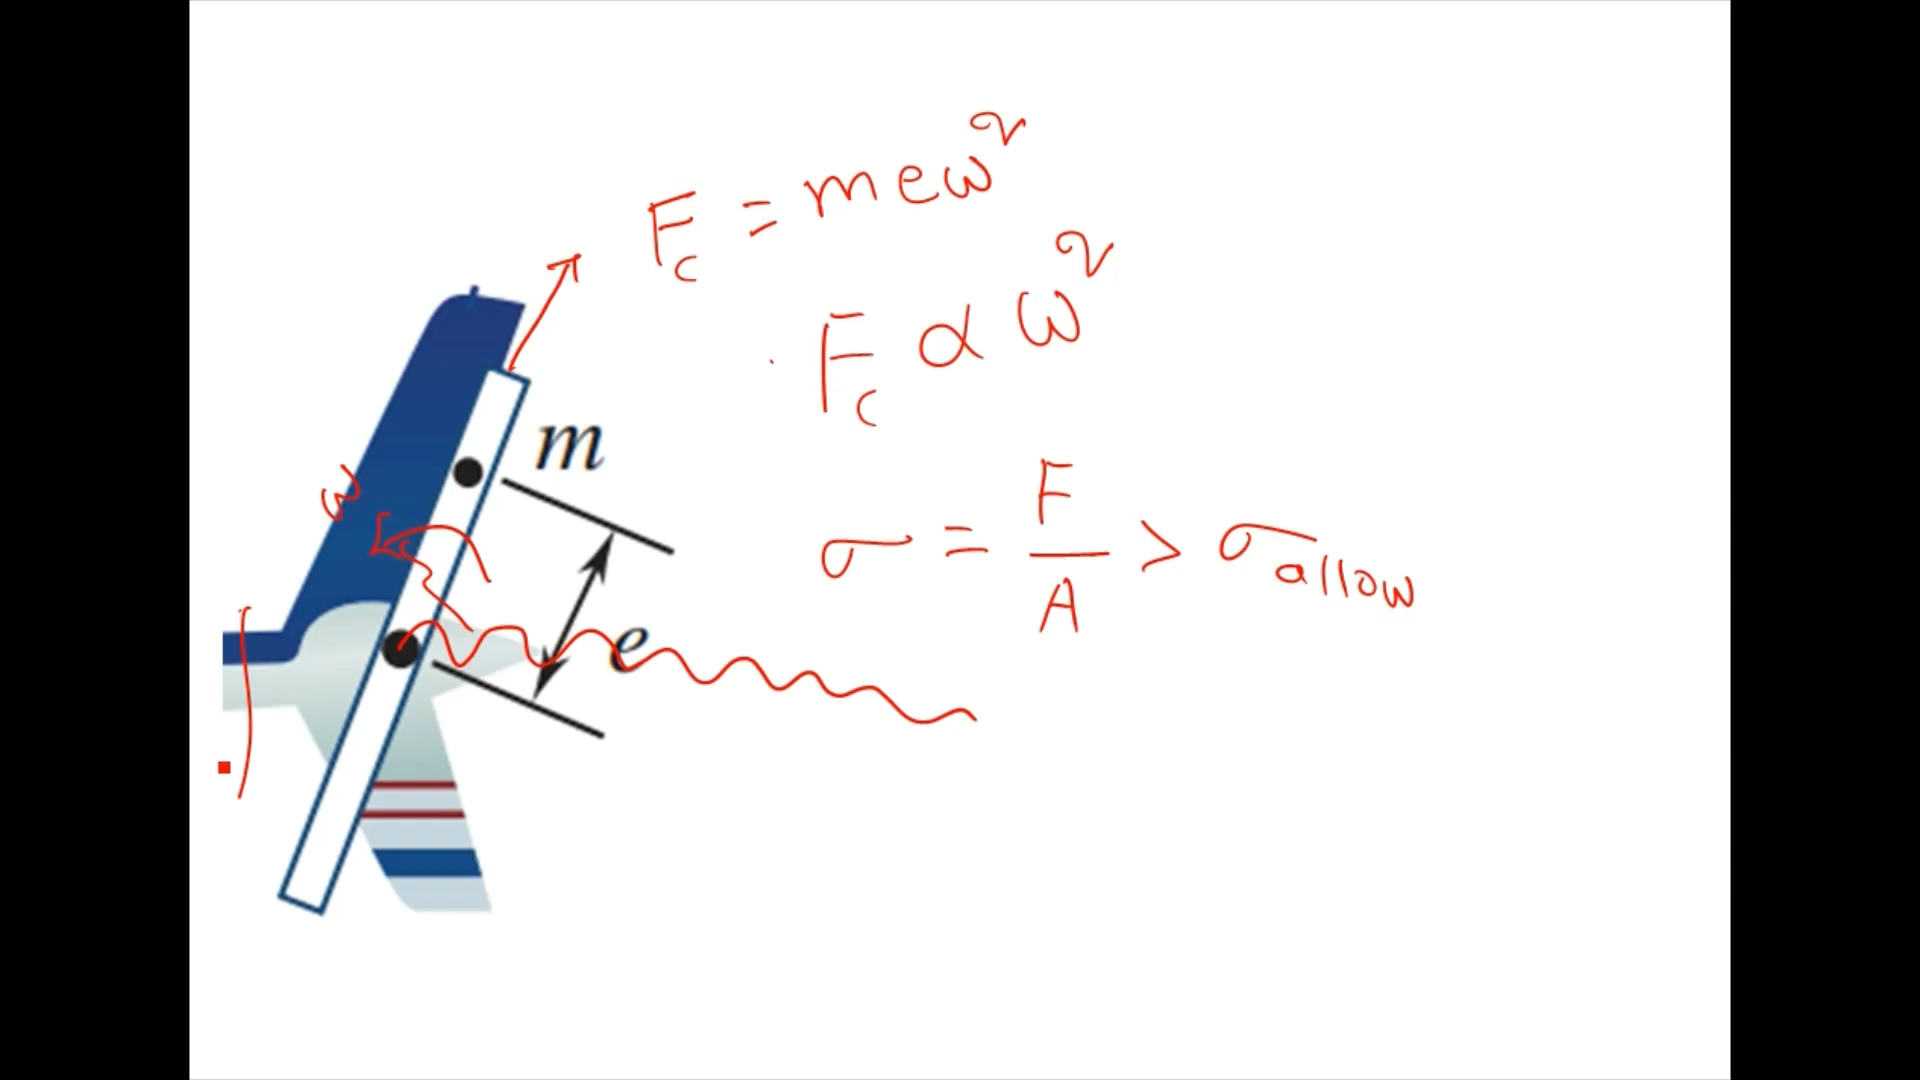 F_c = meω²
F_c ∝ ω²
m
ω
σ = F/A > σ_allow
e